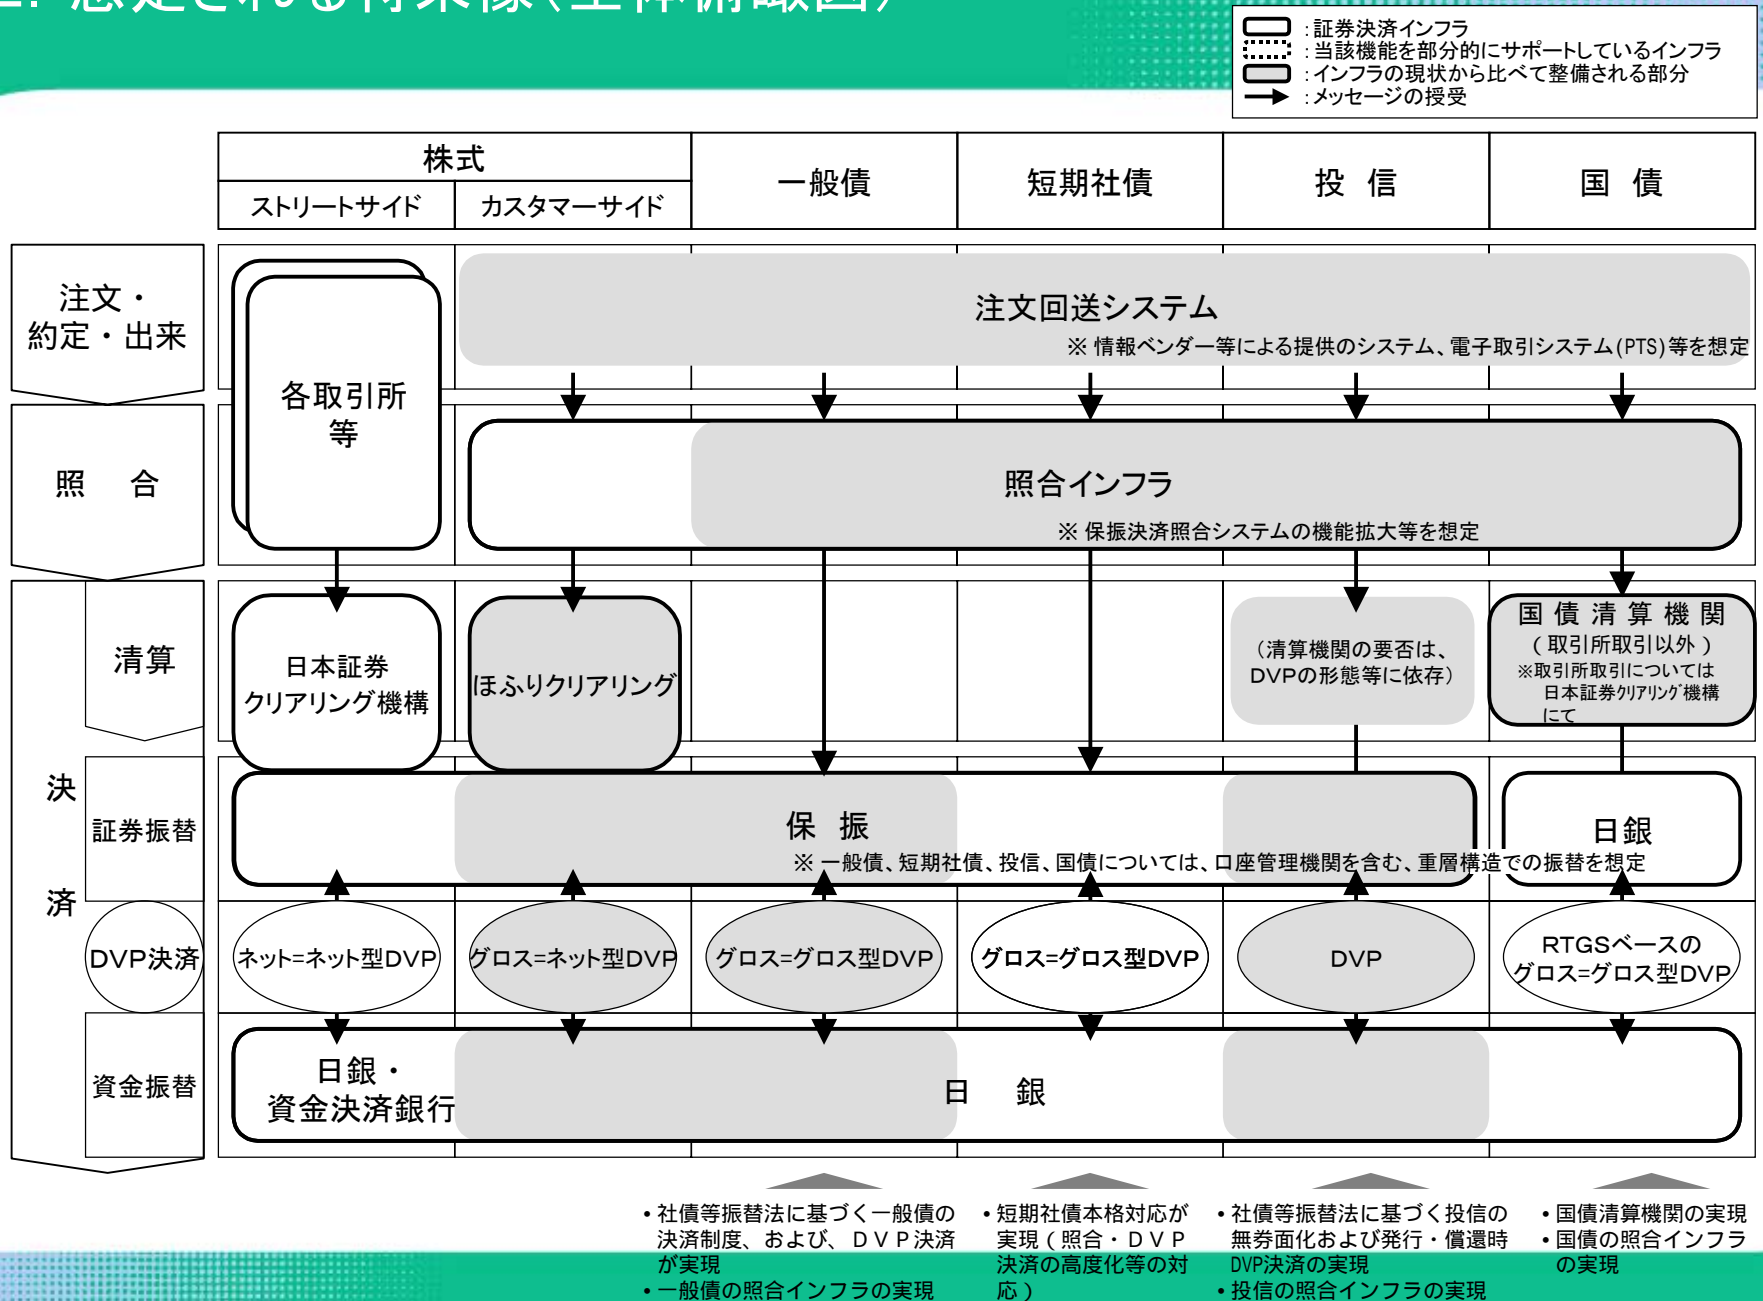 2. 想定される将来像(全体俯瞰図)
:証券決済インフラ
:当該機能を部分的にサポートしているインフラ
:インフラの現状から比べて整備される部分
:メッセージの授受
株式
ストリートサイド
カスタマーサイド
一般債
短期社債
投 信
国 債
注文・
約定・出来
各取引所
等
注文回送システム
※ 情報ベンダー等による提供のシステム、電子取引システム(PTS)等を想定
照 合
照合インフラ
※ 保振決済照合システムの機能拡大等を想定
決
済
清算
日本証券
クリアリング機構
ほふりクリアリング
(清算機関の要否は、
DVPの形態等に依存)
国債清算機関
(取引所取引以外)
※取引所取引については
日本証券クリアリング機構
にて
証券振替
保 振
※ 一般債、短期社債、投信、国債については、口座管理機関を含む、重層構造での振替を想定
日銀
DVP決済
ネット=ネット型DVP
グロス=ネット型DVP
グロス=グロス型DVP
グロス=グロス型DVP
DVP
RTGSベースの
グロス=グロス型DVP
資金振替
日銀・
資金決済銀行
日 銀
・社債等振替法に基づく一般債の
決済制度、および、DVP決済
が実現
・一般債の照合インフラの実現
・短期社債本格対応が
実現(照合・DVP
決済の高度化等の対
応)
・社債等振替法に基づく投信の
無券面化および発行・償還時
DVP決済の実現
・投信の照合インフラの実現
・国債清算機関の実現
・国債の照合インフラ
の実現